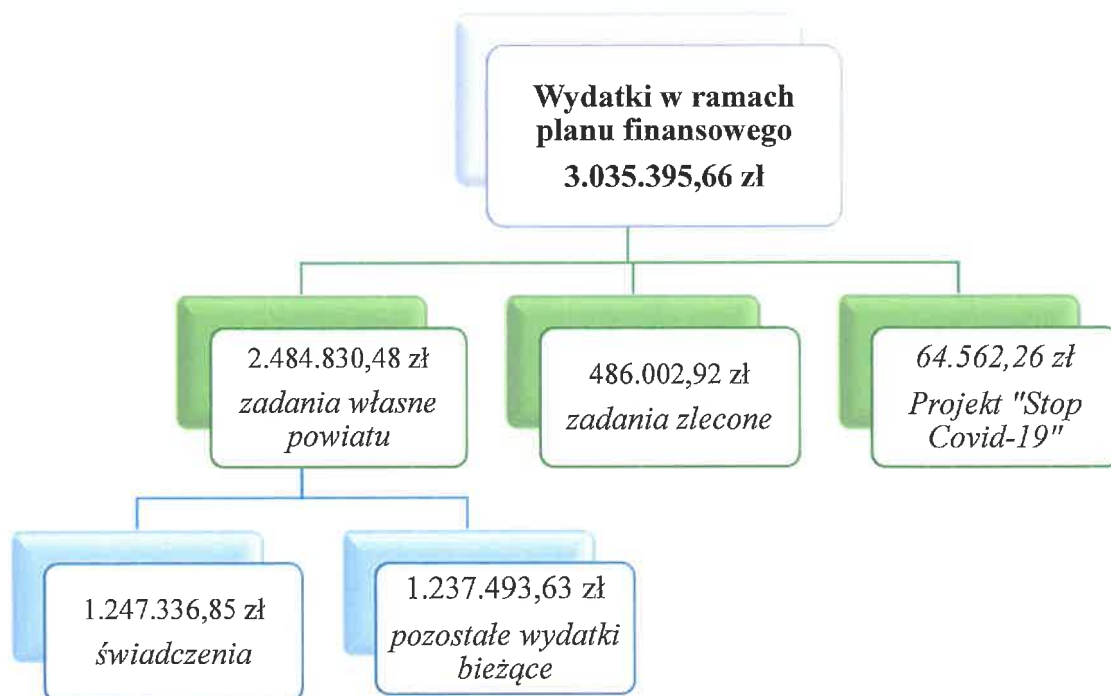 Wydatki w ramach
planu finansowego
3.035.395,66 zł
2.484.830,48 zł
zadania własne
powiatu
486.002,92 zł
zadania zlecone
64.562,26 zł
Projekt "Stop
Covid-19"
1.247.336,85 zł
świadczenia
1.237.493,63 zł
pozostałe wydatki
bieżące